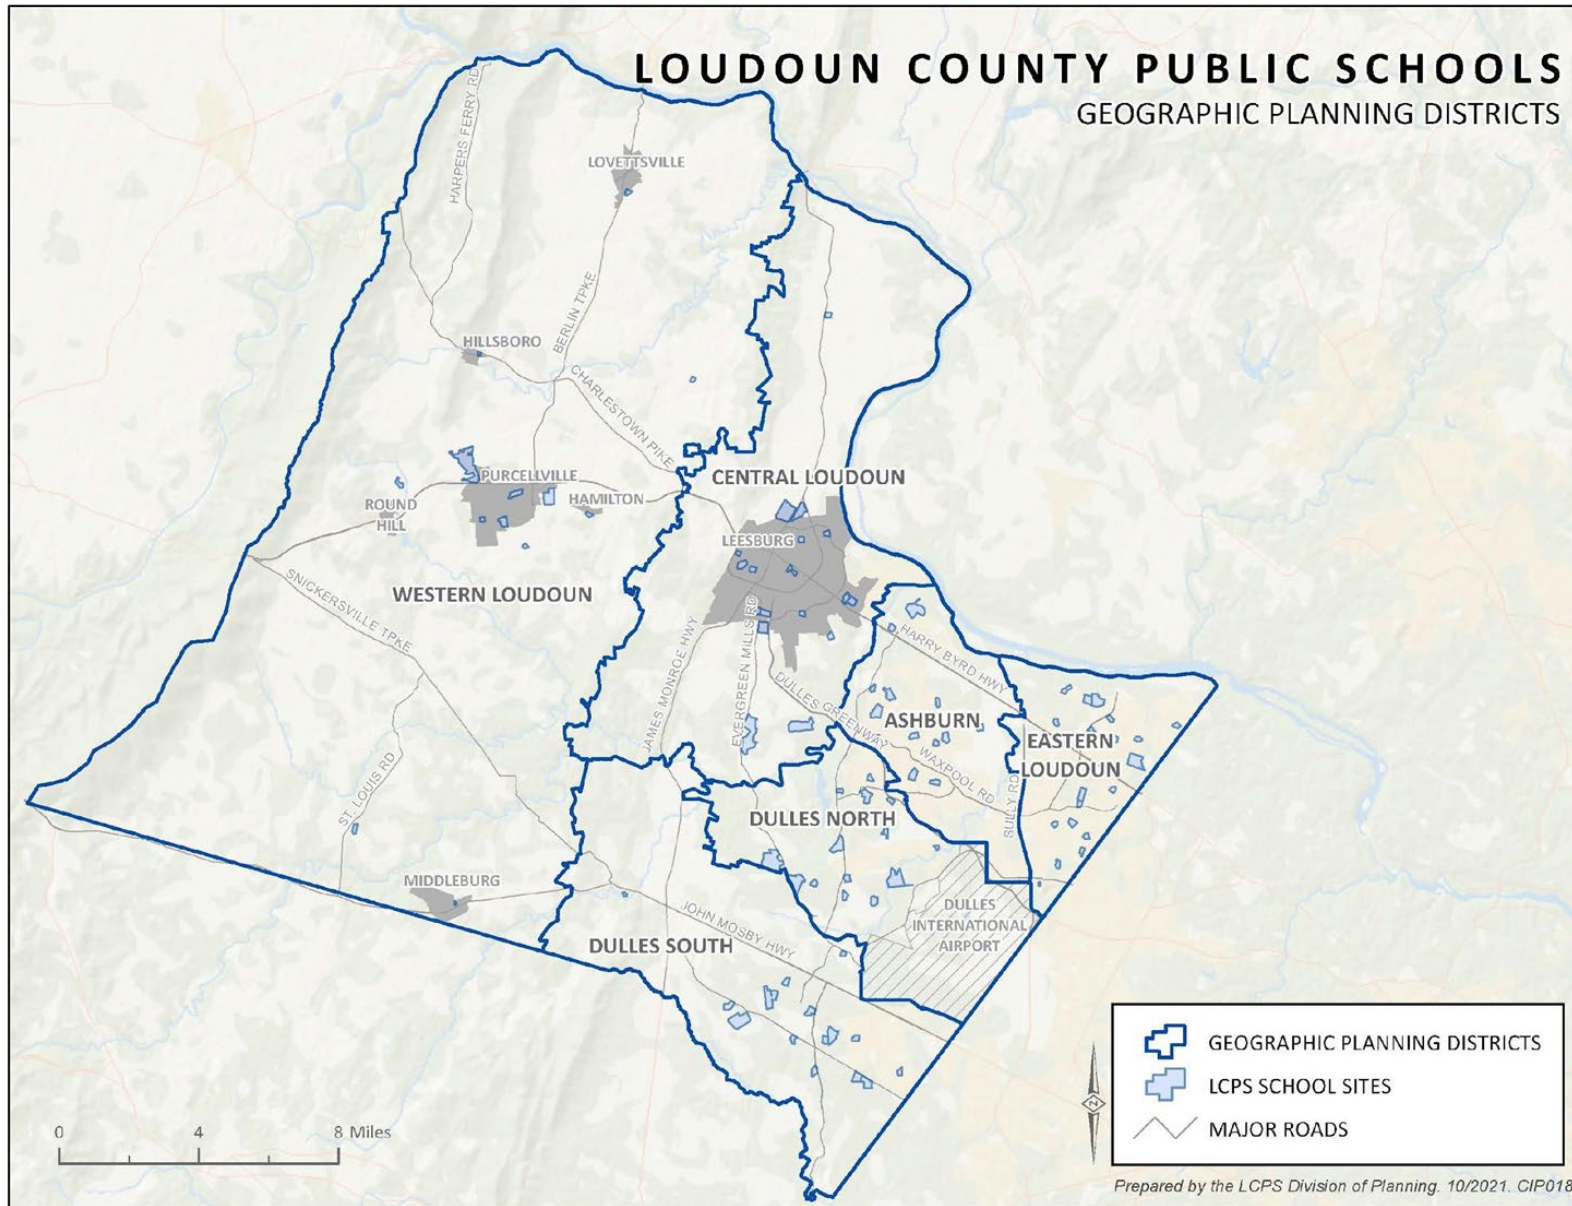 LOUDOUN COUNTY PUBLIC SCHOOLS
GEOGRAPHIC PLANNING DISTRICTS
HARPERS FERRY RD
LOVETTSVILLE
BERLIN TPKE
HILLSBORO
CHARLESTOWN PIKE
PURCELLVILLE
CENTRAL LOUDOUN
ROUND
HILL
HAMILTON
LEESBURG
SNICKERSVILLE TPKE
WESTERN LOUDOUN
JAMES MONROE HWY
EVERGREEN MILLS RD
HARRY BYRD HWY
DULLES GREENWAY
ASHBURN
EASTERN
LOUDOUN
WAXPOOL RD
SULLY RD
ST. LOUIS RD
DULLES NORTH
MIDDLEBURG
JOHN MOSBY HWY
DULLES
INTERNATIONAL
AIRPORT
DULLES SOUTH
0 4 8 Miles
N
GEOGRAPHIC PLANNING DISTRICTS
LCPS SCHOOL SITES
MAJOR ROADS
Prepared by the LCPS Division of Planning. 10/2021. CIP018